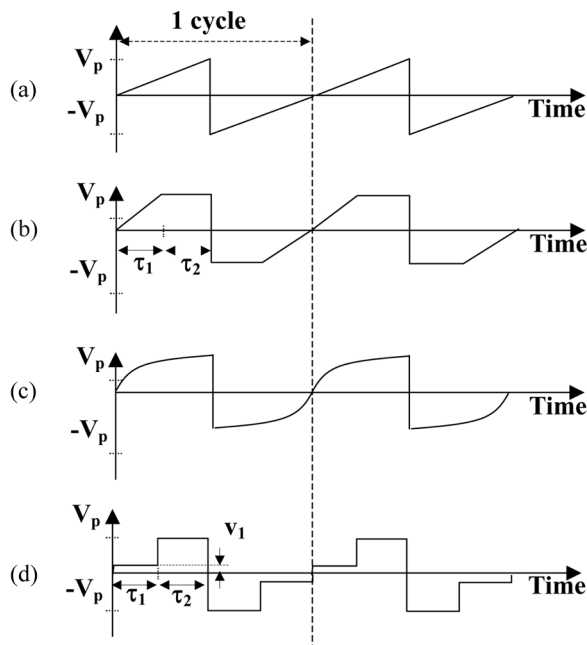 1 cycle
Vp
(a)
-Vp
Time
Vp
(b)
τ1 τ2
-Vp
Time
Vp
(c)
-Vp
Time
Vp
v1
(d)
-Vp
τ1 τ2
Time